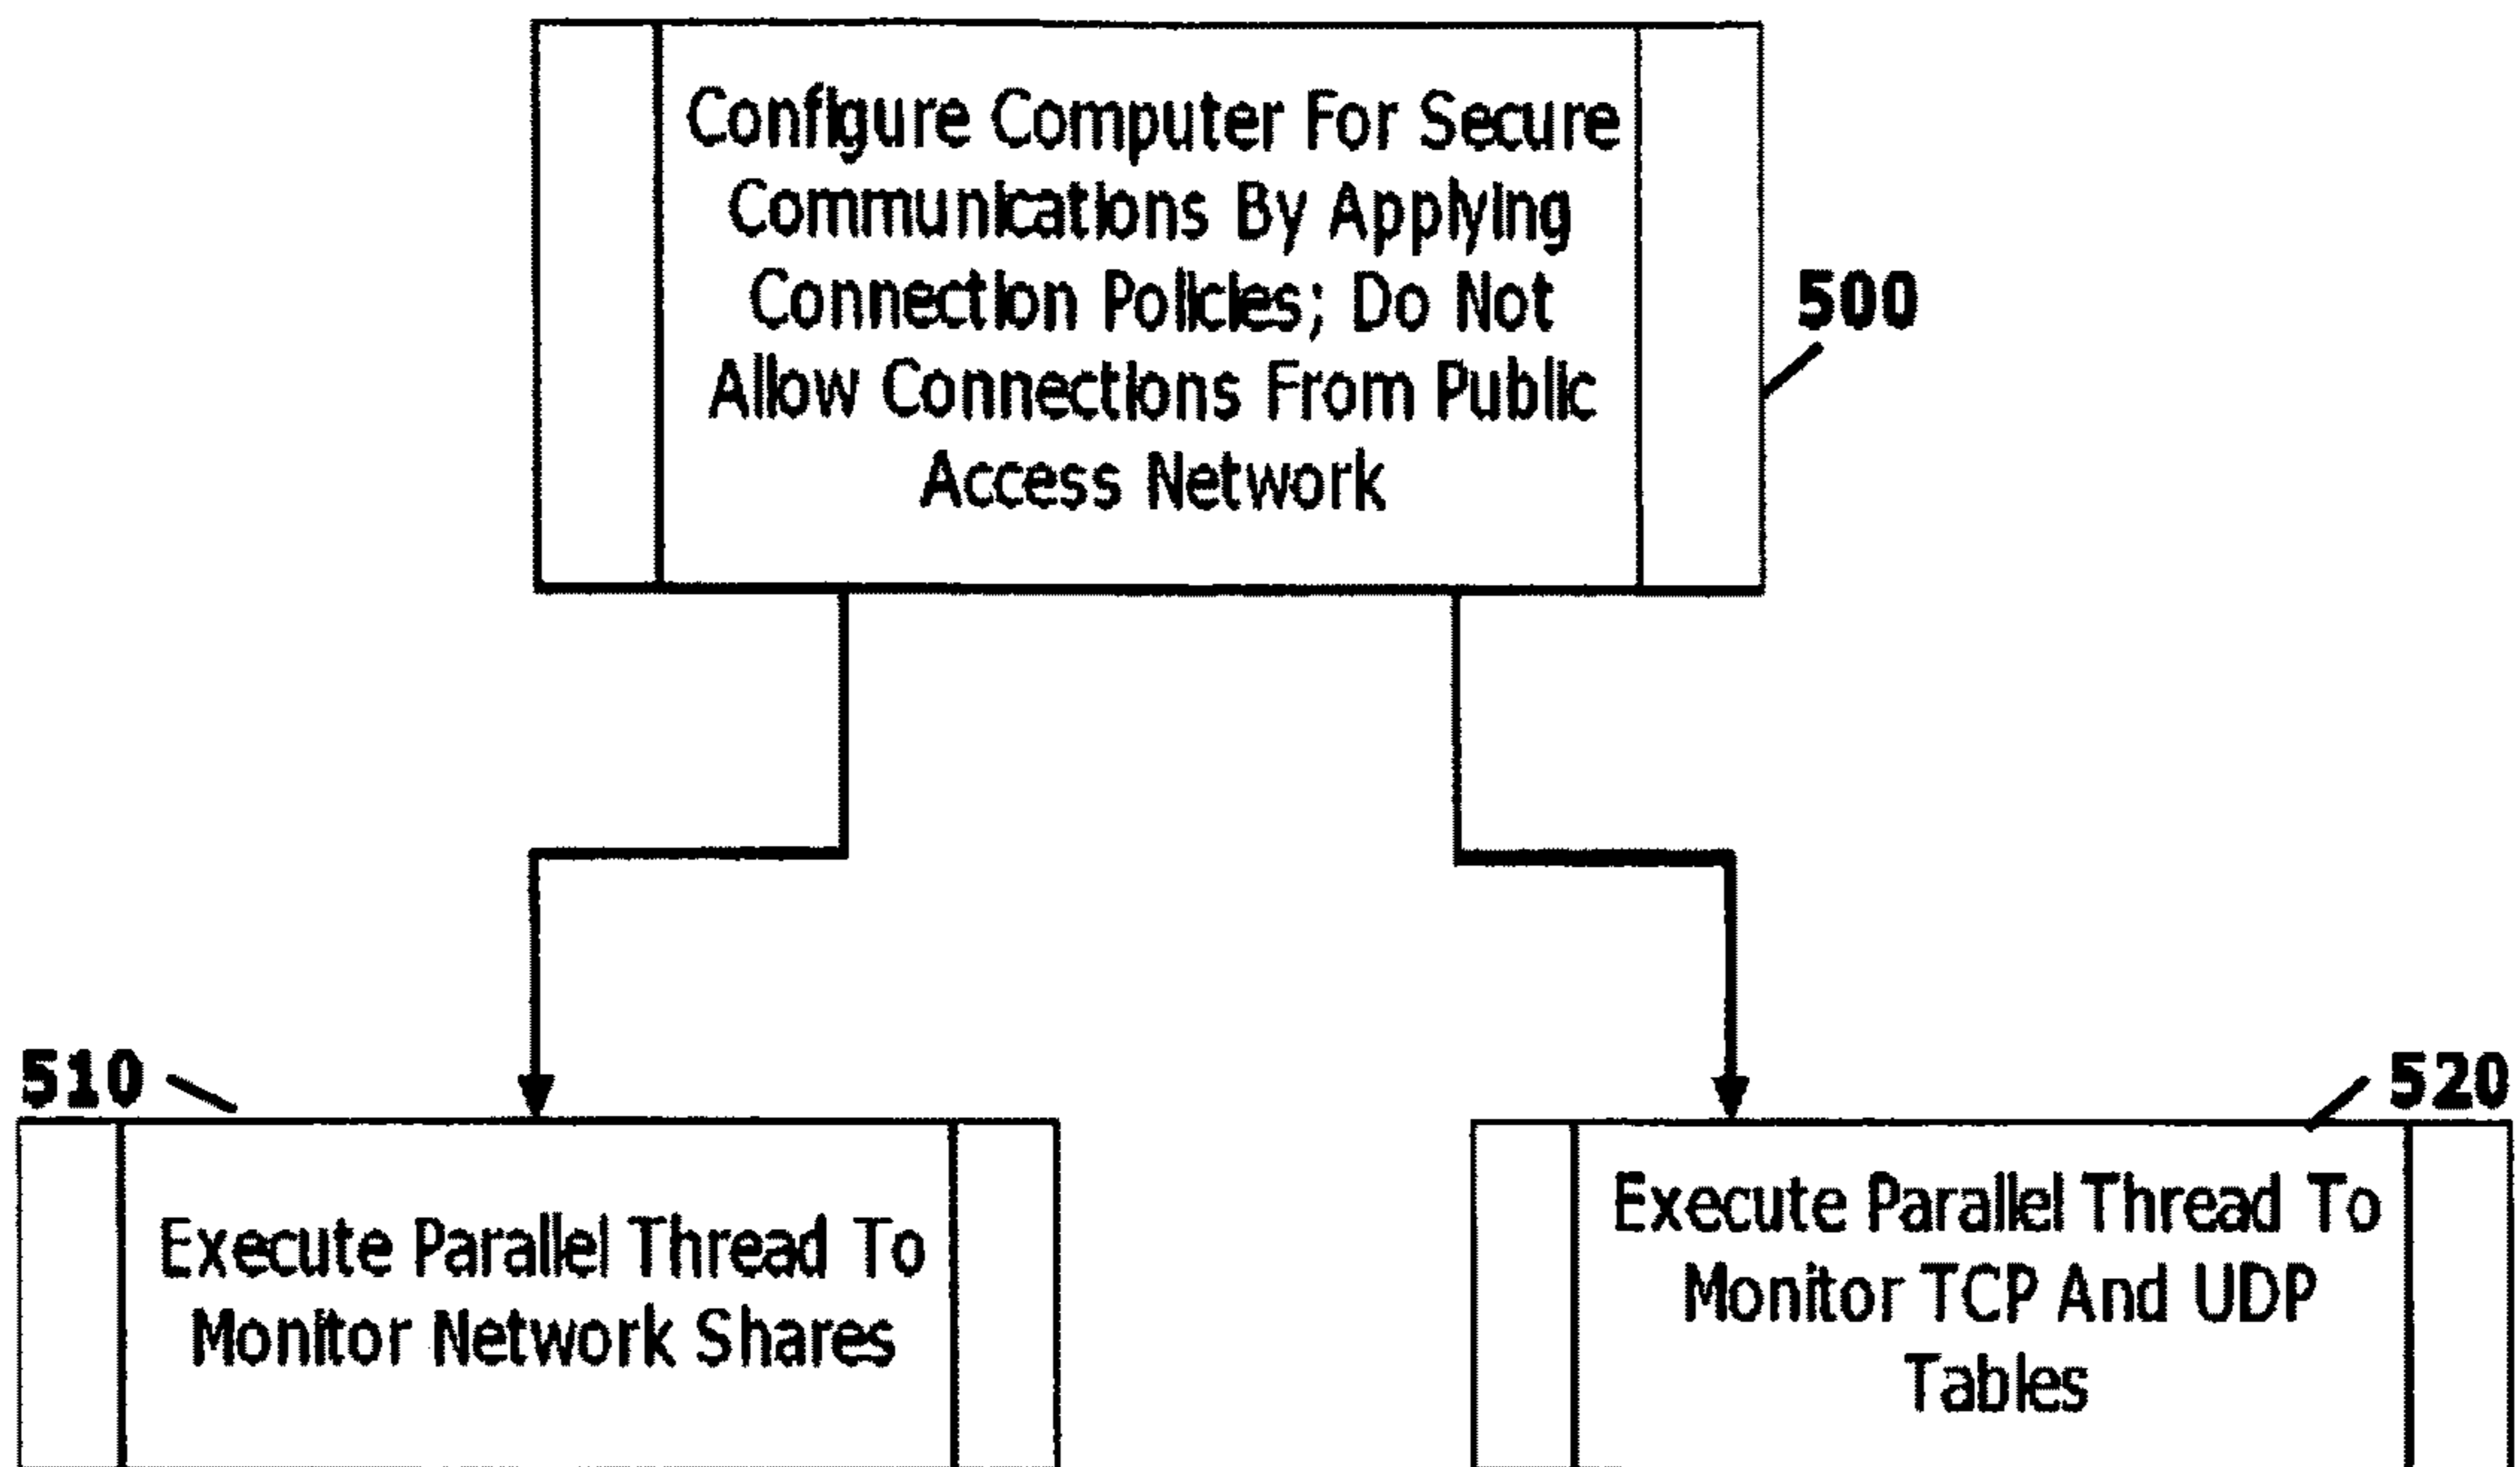 Configure Computer For Secure
Communications By Applying
Connection Policies; Do Not
Allow Connections From Public
Access Network
500
510
520
Execute Parallel Thread To
Monitor Network Shares
Execute Parallel Thread To
Monitor TCP And UDP
Tables